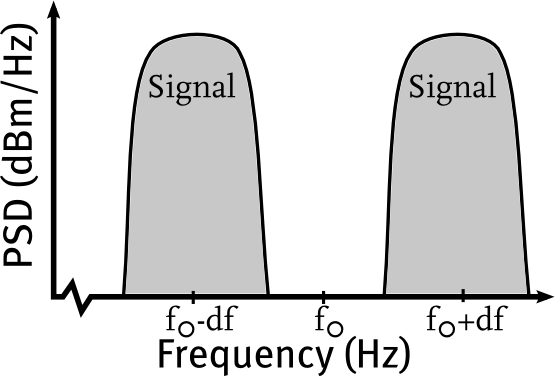 PSD (dBm/Hz)
Signal Signal
fO-df fO fO+df
Frequency (Hz)